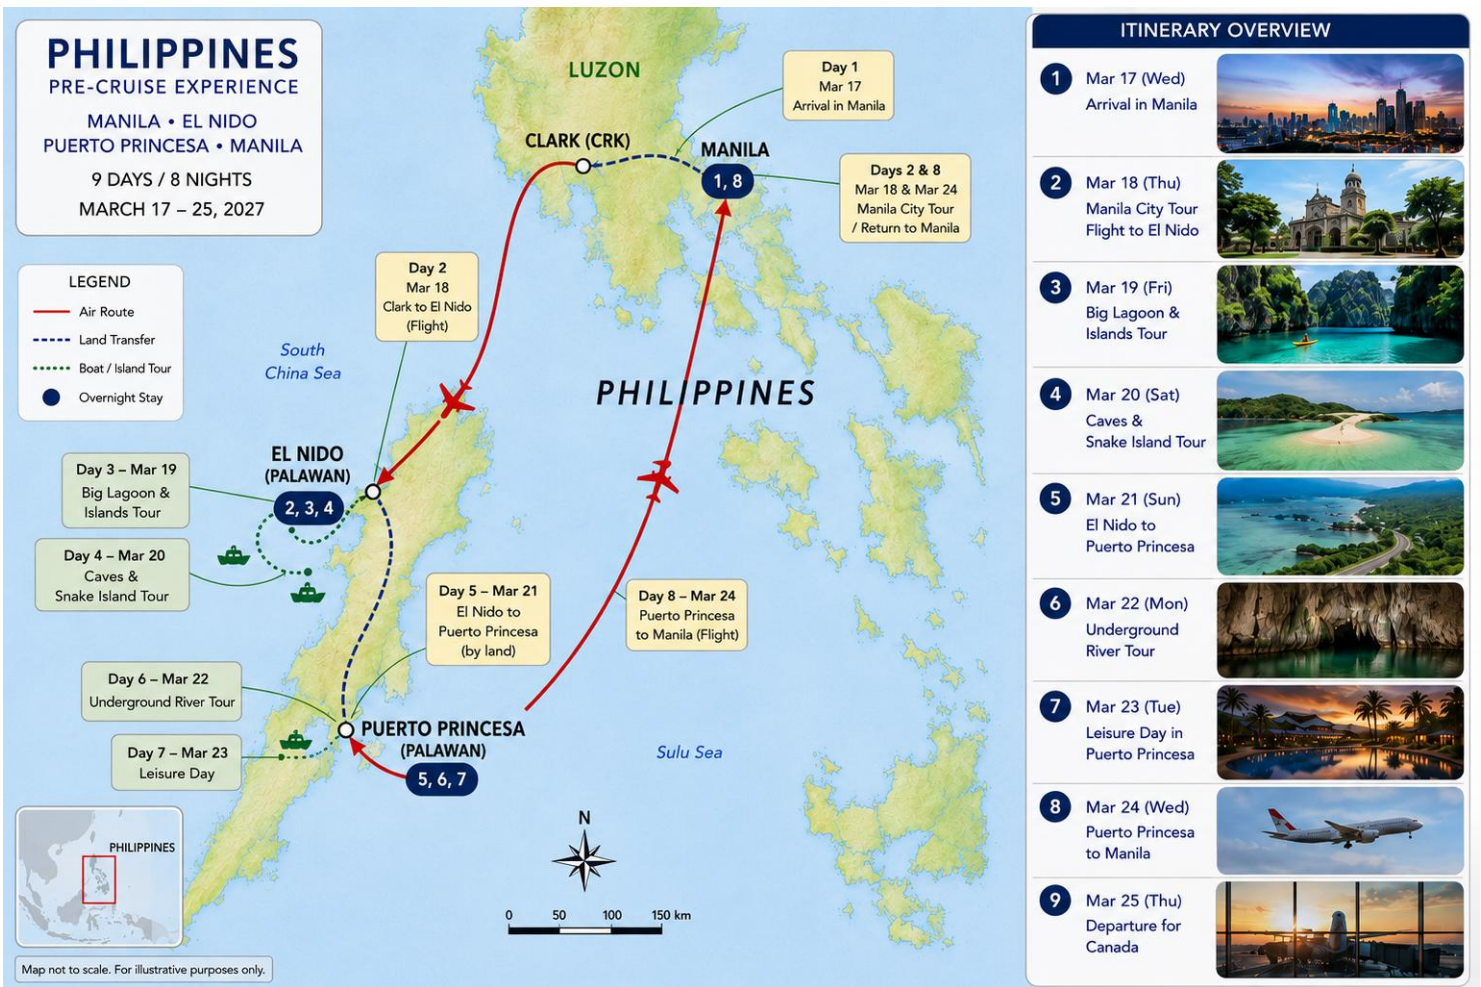 PHILIPPINES
PRE-CRUISE EXPERIENCE
MANILA • EL NIDO
PUERTO PRINCESA • MANILA
9 DAYS / 8 NIGHTS
MARCH 17 – 25, 2027
LEGEND
Air Route
Land Transfer
Boat / Island Tour
Overnight Stay
LUZON
CLARK (CRK)
MANILA
1, 8
Day 1
Mar 17
Arrival in Manila
Days 2 & 8
Mar 18 & Mar 24
Manila City Tour
/ Return to Manila
Day 2
Mar 18
Clark to El Nido
(Flight)
South
China Sea
PHILIPPINES
EL NIDO
(PALAWAN)
2, 3, 4
Day 3 – Mar 19
Big Lagoon &
Islands Tour
Day 4 – Mar 20
Caves &
Snake Island Tour
Day 5 – Mar 21
El Nido to
Puerto Princesa
(by land)
Day 8 – Mar 24
Puerto Princesa
to Manila (Flight)
Day 6 – Mar 22
Underground River Tour
Day 7 – Mar 23
Leisure Day
PUERTO PRINCESA
(PALAWAN)
5, 6, 7
Sulu Sea
N
0 50 100 150 km
PHILIPPINES
Map not to scale. For illustrative purposes only.
ITINERARY OVERVIEW
1 Mar 17 (Wed)
Arrival in Manila
2 Mar 18 (Thu)
Manila City Tour
Flight to El Nido
3 Mar 19 (Fri)
Big Lagoon &
Islands Tour
4 Mar 20 (Sat)
Caves &
Snake Island Tour
5 Mar 21 (Sun)
El Nido to
Puerto Princesa
6 Mar 22 (Mon)
Underground
River Tour
7 Mar 23 (Tue)
Leisure Day in
Puerto Princesa
8 Mar 24 (Wed)
Puerto Princesa
to Manila
9 Mar 25 (Thu)
Departure for
Canada